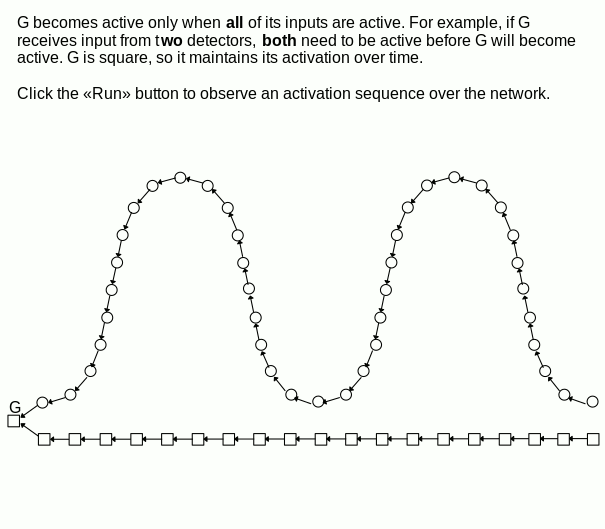 G becomes active only when all of its inputs are active. For example, if G
receives input from two detectors, both need to be active before G will become
active. G is square, so it maintains its activation over time.
Click the «Run» button to observe an activation sequence over the network.
G